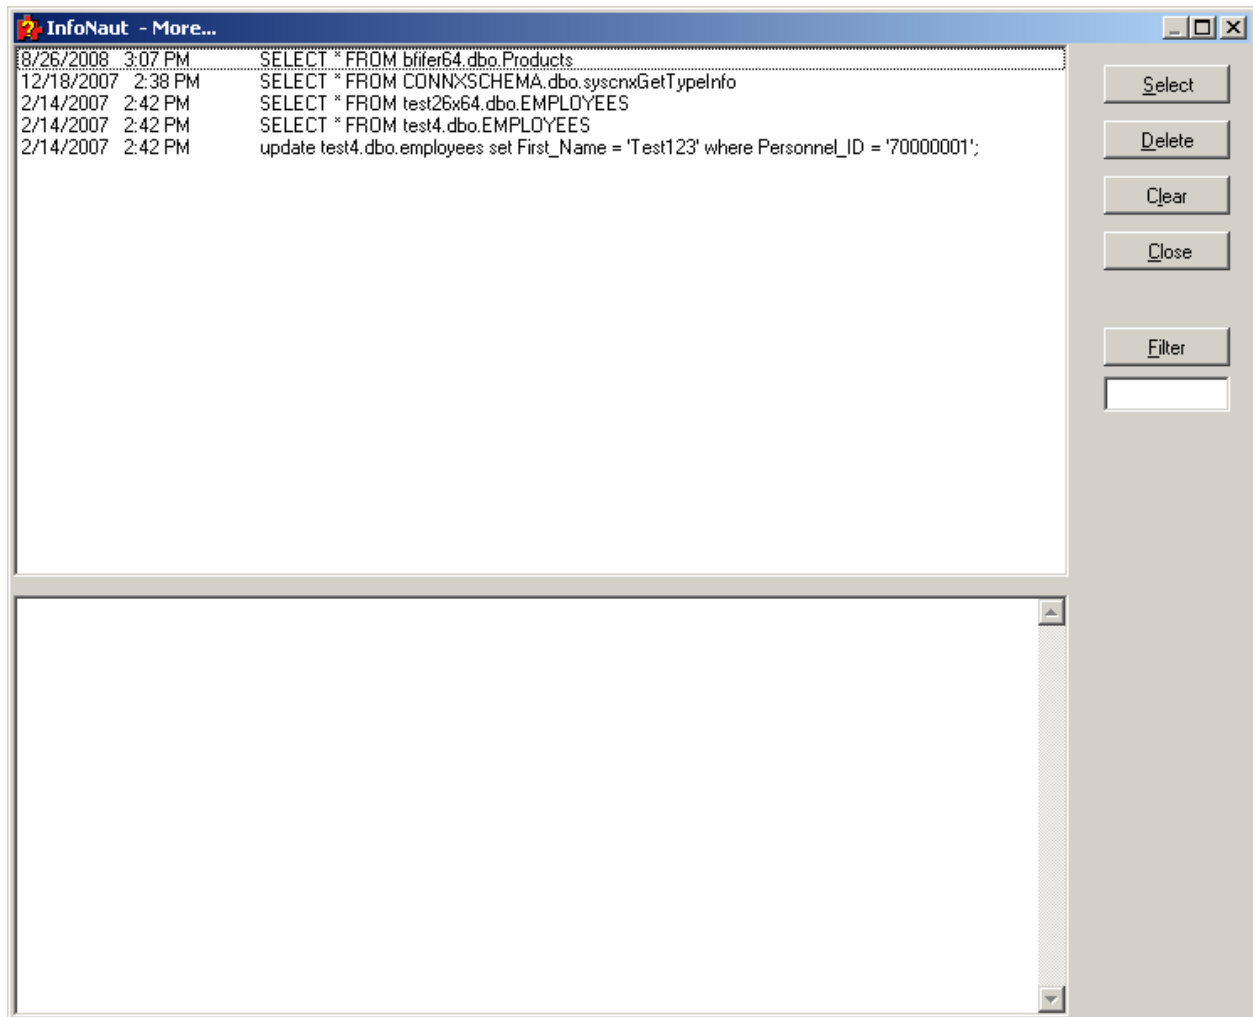 InfoNaut - More...
8/26/2008 3:07 PM SELECT * FROM bfifer64.dbo.Products
12/18/2007 2:38 PM SELECT * FROM CONNXSCHEMA.dbo.syscnxGetTypeInfo
2/14/2007 2:42 PM SELECT * FROM test26x64.dbo.EMPLOYEES
2/14/2007 2:42 PM SELECT * FROM test4.dbo.EMPLOYEES
2/14/2007 2:42 PM update test4.dbo.employees set First_Name = 'Test123' where Personnel_ID = '70000001';
Select
Delete
Clear
Close
Filter